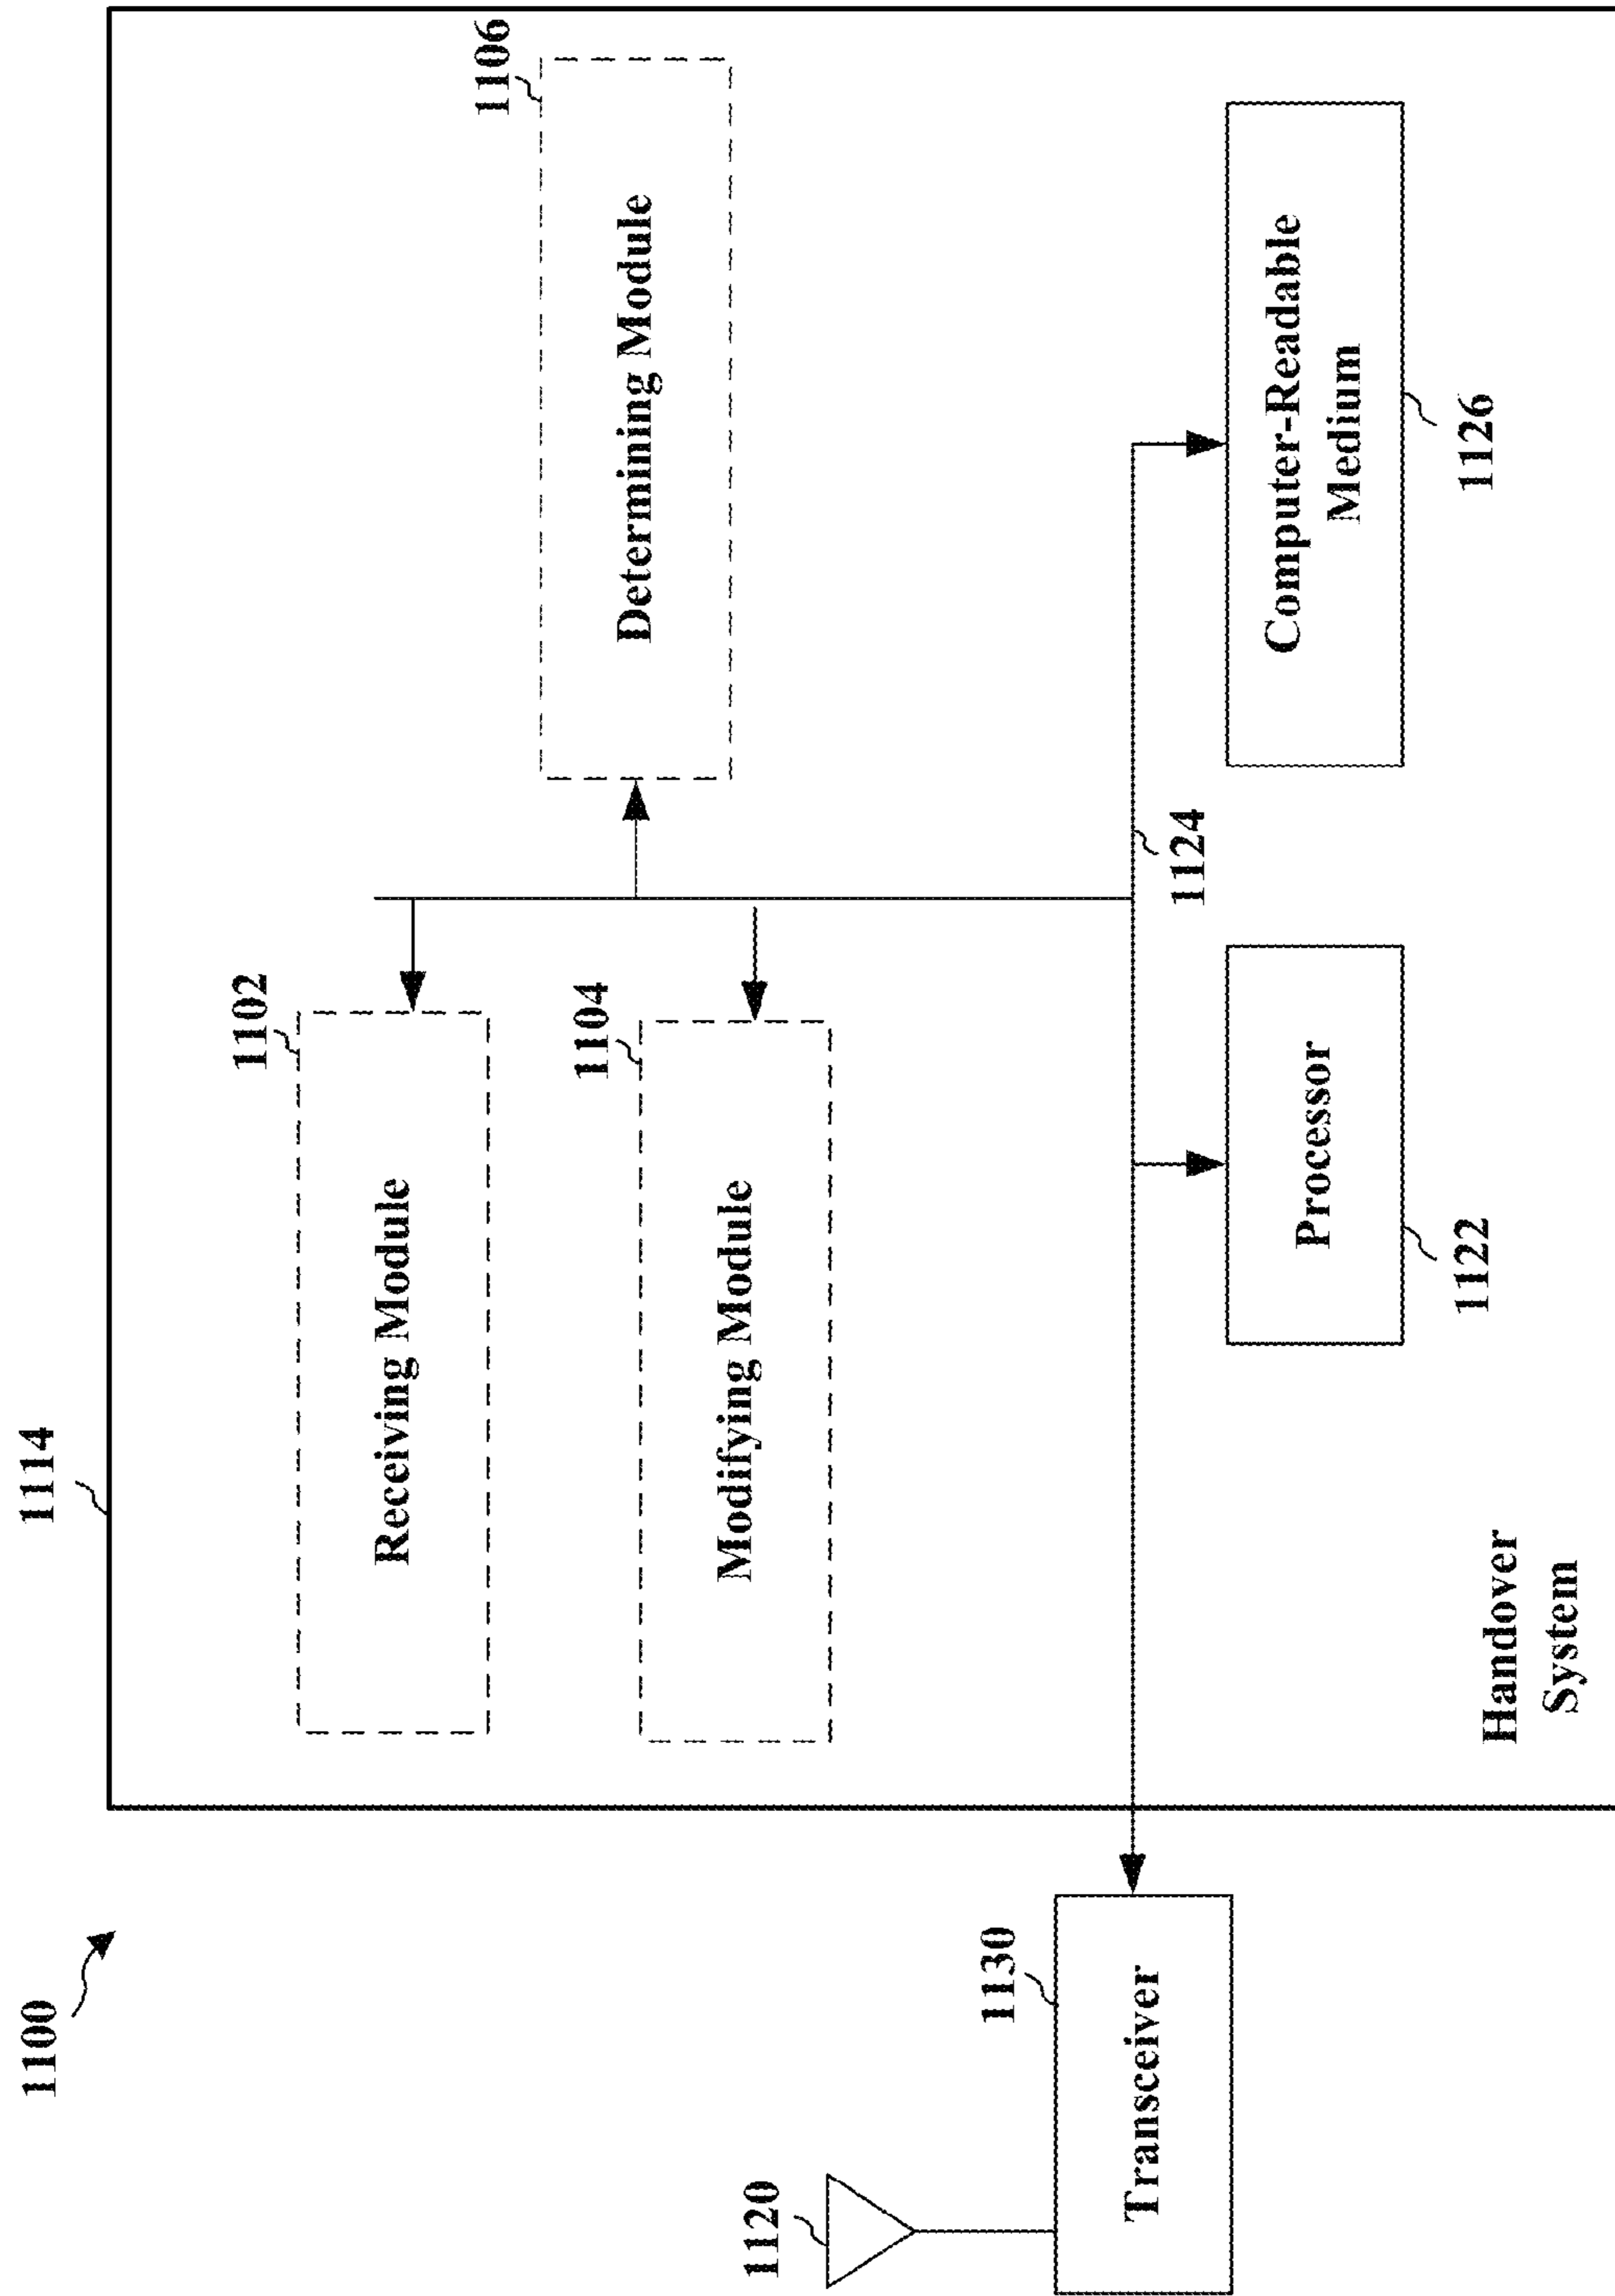 1100
1114
1102
Receiving Module
1106
Determining Module
1104
Modifying Module
1120
1130
Transceiver
1124
Processor
1122
Computer-Readable
Medium
1126
Handover
System